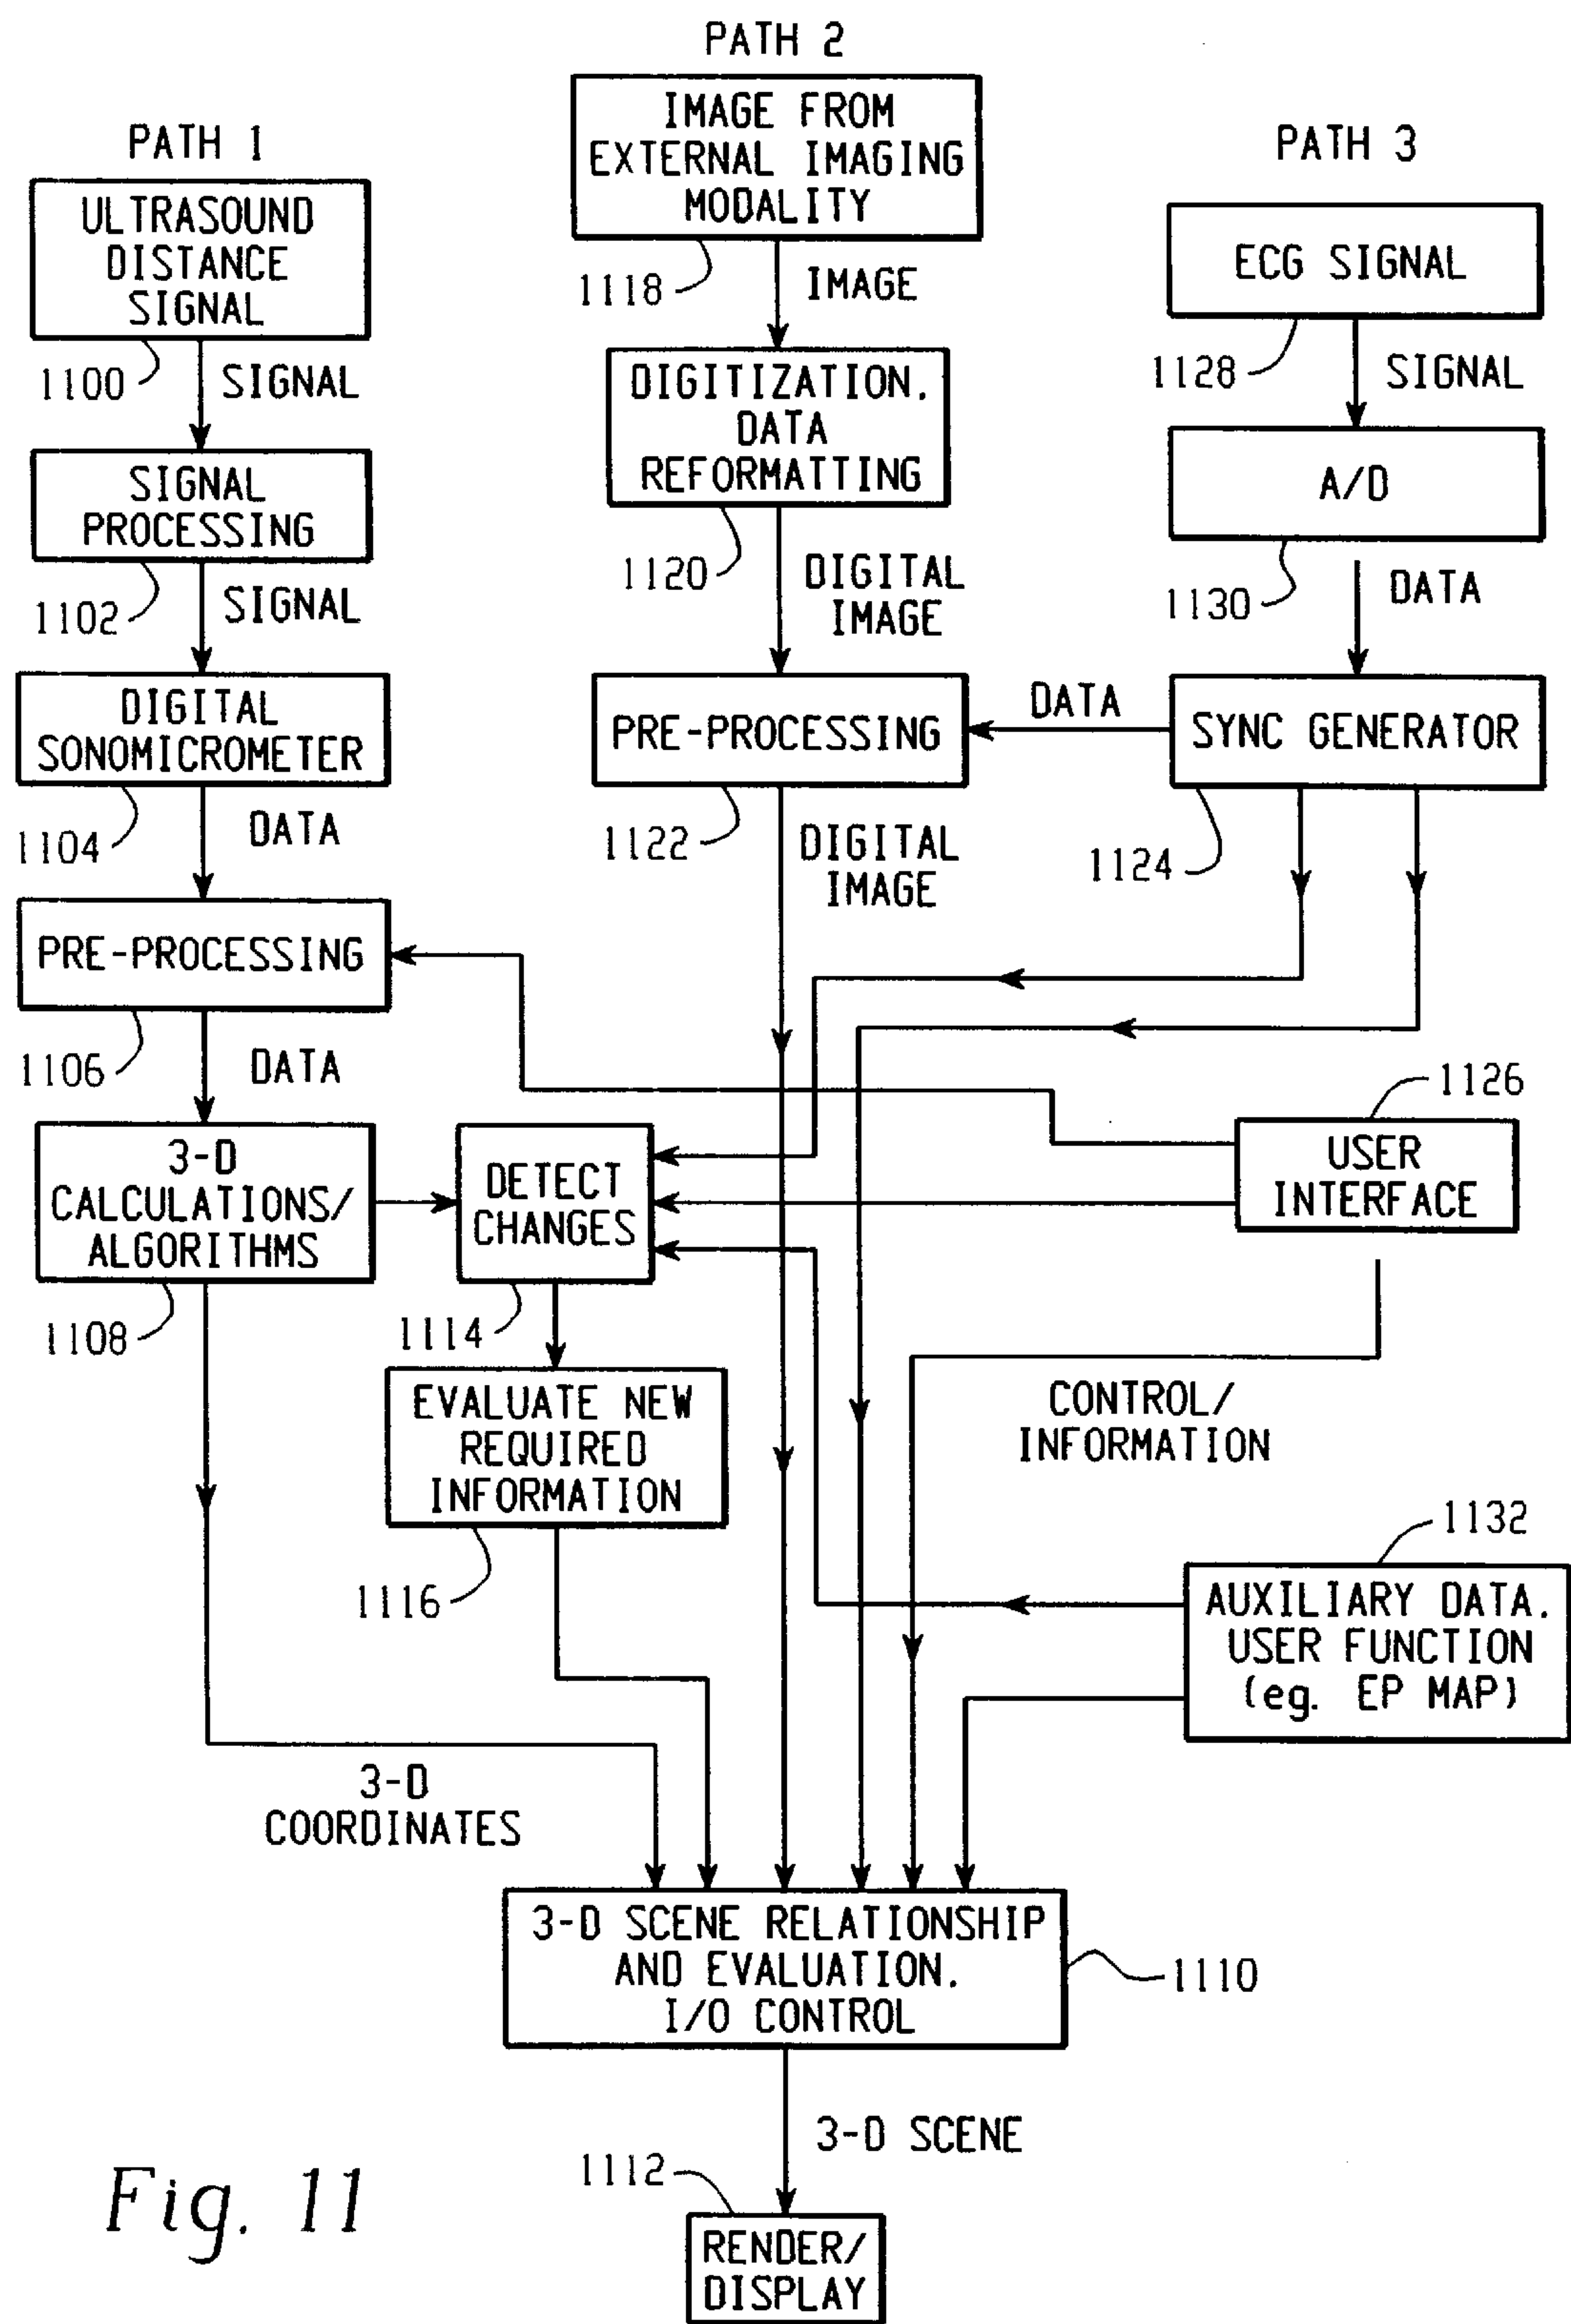 PATH 1
ULTRASOUND
DISTANCE
SIGNAL
1100
SIGNAL
SIGNAL
PROCESSING
1102
SIGNAL
DIGITAL
SONOMICROMETER
1104
DATA
PRE-PROCESSING
1106
DATA
3-D
CALCULATIONS/
ALGORITHMS
1108
3-D
COORDINATES
DETECT
CHANGES
1114
EVALUATE NEW
REQUIRED
INFORMATION
1116
PATH 2
IMAGE FROM
EXTERNAL IMAGING
MODALITY
1118
IMAGE
DIGITIZATION.
DATA
REFORMATTING
1120
DIGITAL
IMAGE
PRE-PROCESSING
1122
DIGITAL
IMAGE
PATH 3
ECG SIGNAL
1128
SIGNAL
A/D
1130
DATA
SYNC GENERATOR
DATA
1124
1126
USER
INTERFACE
CONTROL/
INFORMATION
1132
AUXILIARY DATA.
USER FUNCTION
(eg. EP MAP)
3-D SCENE RELATIONSHIP
AND EVALUATION.
I/O CONTROL
1110
3-D SCENE
1112
RENDER/
DISPLAY
Fig. 11